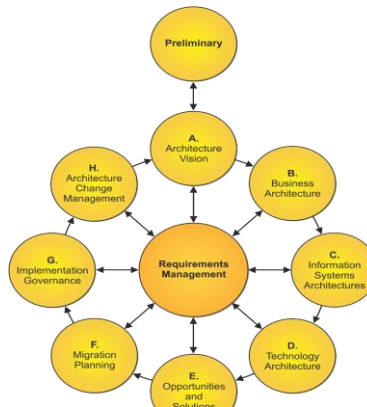 Preliminary
A.
Architecture
Vision
B.
Business
Architecture
C.
Information
Systems
Architectures
D.
Technology
Architecture
E.
Opportunities
and
Solutions
F.
Migration
Planning
G.
Implementation
Governance
H.
Architecture
Change
Management
Requirements
Management